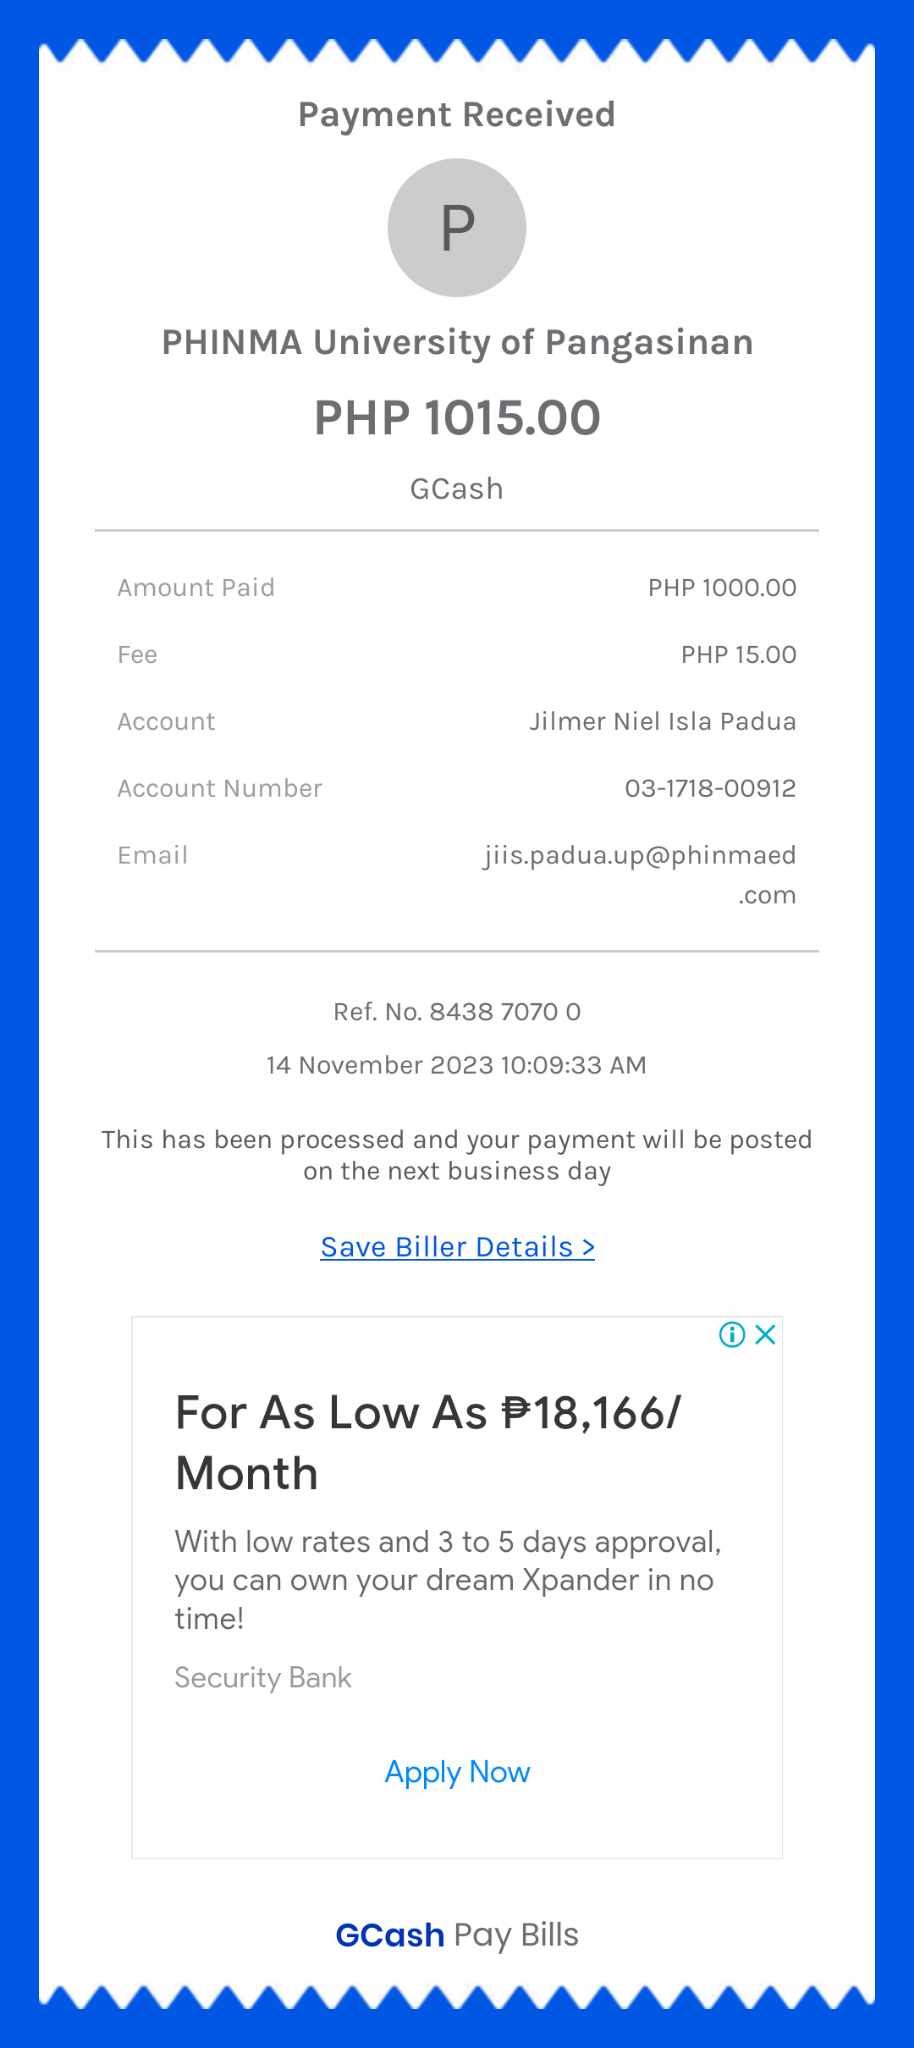 Payment Received
P
PHINMA University of Pangasinan
PHP 1015.00
GCash
Amount Paid PHP 1000.00
Fee PHP 15.00
Account Jilmer Niel Isla Padua
Account Number 03-1718-00912
Email jiis.padua.up@phinmaed
.com
Ref. No. 8438 7070 0
14 November 2023 10:09:33 AM
This has been processed and your payment will be posted
on the next business day
Save Biller Details >
For As Low As ₱18,166/
Month
With low rates and 3 to 5 days approval,
you can own your dream Xpander in no
time!
Security Bank
Apply Now
GCash Pay Bills